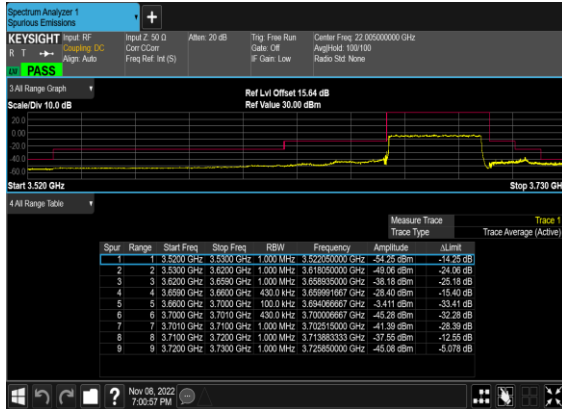 Spectrum Analyzer 1
Spurious Emissions
KEYSIGHT Input: RF Input Z: 50 Ω Atten: 20 dB Trig: Free Run Center Freq: 22.005000000 GHz
R T Coupling: DC Corr CCorr Gate: Off Avg|Hold: 100/100
Align: Auto Freq Ref: Int (S) IF Gain: Low Radio Std: None
LU PASS
3 All Range Graph
Ref Lvl Offset 15.64 dB
Scale/Div 10.0 dB Ref Value 30.00 dBm
20.0
0.00
-20.0
-40.0
-60.0
Start 3.520 GHz Stop 3.730 GH
4 All Range Table
Measure Trace Trace 1
Trace Type Trace Average (Active)
Spur Range Start Freq Stop Freq RBW Frequency Amplitude ΔLimit
1 1 3.5200 GHz 3.5300 GHz 1.000 MHz 3.522050000 GHz -54.25 dBm -14.25 dB
2 2 3.5300 GHz 3.6200 GHz 1.000 MHz 3.618050000 GHz -49.06 dBm -24.06 dB
3 3 3.6200 GHz 3.6590 GHz 1.000 MHz 3.658935000 GHz -38.18 dBm -25.18 dB
4 4 3.6590 GHz 3.6600 GHz 430.0 kHz 3.659991667 GHz -28.40 dBm -15.40 dB
5 5 3.6600 GHz 3.7000 GHz 100.0 kHz 3.694066667 GHz -3.411 dBm -33.41 dB
6 6 3.7000 GHz 3.7010 GHz 430.0 kHz 3.700006667 GHz -45.28 dBm -32.28 dB
7 7 3.7010 GHz 3.7100 GHz 1.000 MHz 3.702515000 GHz -41.39 dBm -28.39 dB
8 8 3.7100 GHz 3.7200 GHz 1.000 MHz 3.713883333 GHz -37.55 dBm -12.55 dB
9 9 3.7200 GHz 3.7300 GHz 1.000 MHz 3.725850000 GHz -45.08 dBm -5.078 dB
Nov 08, 2022
7:00:57 PM